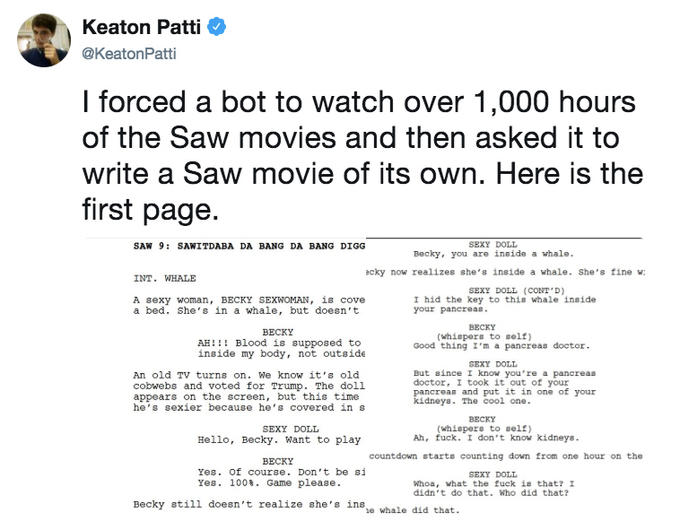 Keaton Patti
@KeatonPatti
I forced a bot to watch over 1,000 hours
of the Saw movies and then asked it to
write a Saw movie of its own. Here is the
first page.
SAW 9: SAWITDABA DA BANG DA BANG DIGG
INT. WHALE
A sexy woman, BECKY SEXWOMAN, is cove
a bed. She's in a whale, but doesn't
BECKY
AH!!! Blood is supposed to
inside my body, not outside
An old TV turns on. We know it's old
cobwebs and voted for Trump. The doll
appears on the screen, but this time
he's sexier because he's covered in s
SEXY DOLL
Hello, Becky. Want to play
BECKY
Yes. Of course. Don't be si
Yes. 100%. Game please.
Becky still doesn't realize she's ins
SEXY DOLL
Becky, you are inside a whale.
ecky now realizes she's inside a whale. She's fine w
SEXY DOLL (CONT'D)
I hid the key to this whale inside
your pancreas.
BECKY
(whispers to self)
Good thing I'm a pancreas doctor.
SEXY DOLL
But since I know you're a pancreas
doctor, I took it out of your
pancreas and put it in one of your
kidneys. The cool one.
BECKY
(whispers to self)
Ah, fuck. I don't know kidneys.
countdown starts counting down from one hour on the
SEXY DOLL
Whoa, what the fuck is that? I
didn't do that. Who did that?
he whale did that.